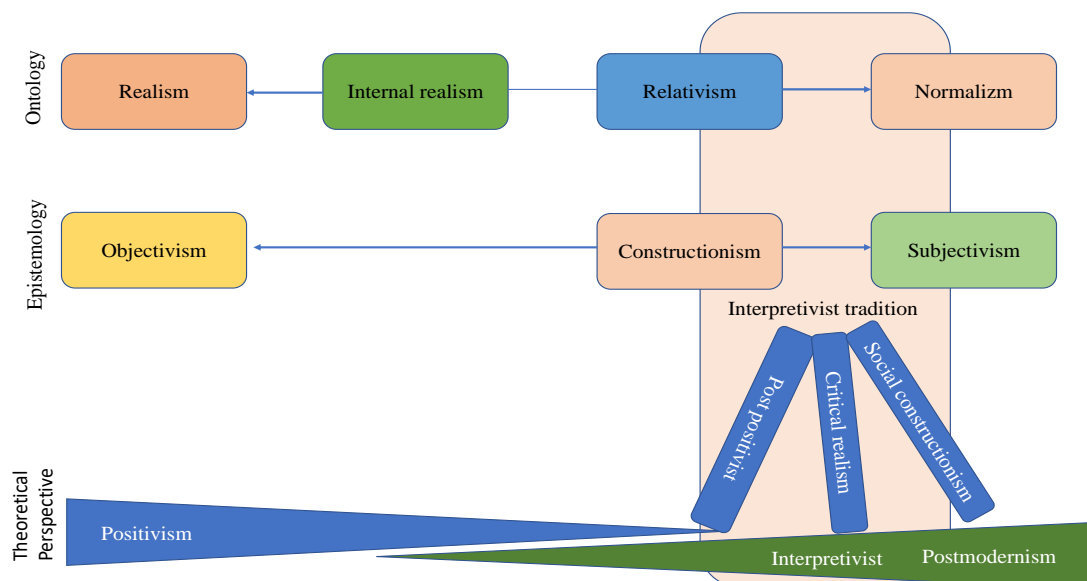 Ontology
Realism
Internal realism
Relativism
Normalizm
Epistemology
Objectivism
Constructionism
Subjectivism
Interpretivist tradition
Post positivist
Critical realism
Social constructionism
Theoretical
Perspective
Positivism
Interpretivist
Postmodernism